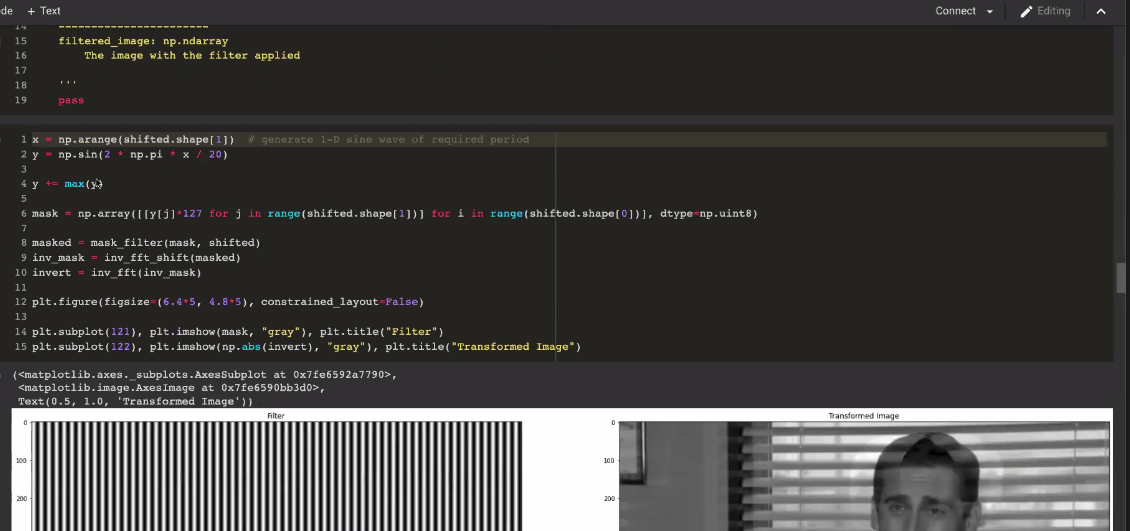 de + Text Connect Editing
14 -----------------------
15 filtered_image: np.ndarray
16 The image with the filter applied
17
18 '''
19 pass
1 x = np.arange(shifted.shape[1]) # generate 1-D sine wave of required period
2 y = np.sin(2 * np.pi * x / 20)
3
4 y += max(y)
5
6 mask = np.array([[y[j]*127 for j in range(shifted.shape[1])] for i in range(shifted.shape[0])], dtype=np.uint8)
7
8 masked = mask_filter(mask, shifted)
9 inv_mask = inv_fft_shift(masked)
10 invert = inv_fft(inv_mask)
11
12 plt.figure(figsize=(6.4*5, 4.8*5), constrained_layout=False)
13
14 plt.subplot(121), plt.imshow(mask, "gray"), plt.title("Filter")
15 plt.subplot(122), plt.imshow(np.abs(invert), "gray"), plt.title("Transformed Image")
(<matplotlib.axes._subplots.AxesSubplot at 0x7fe6592a7790>,
<matplotlib.image.AxesImage at 0x7fe6590bb3d0>,
Text(0.5, 1.0, 'Transformed Image'))
Filter
Transformed Image
0
100
200
0
100
200